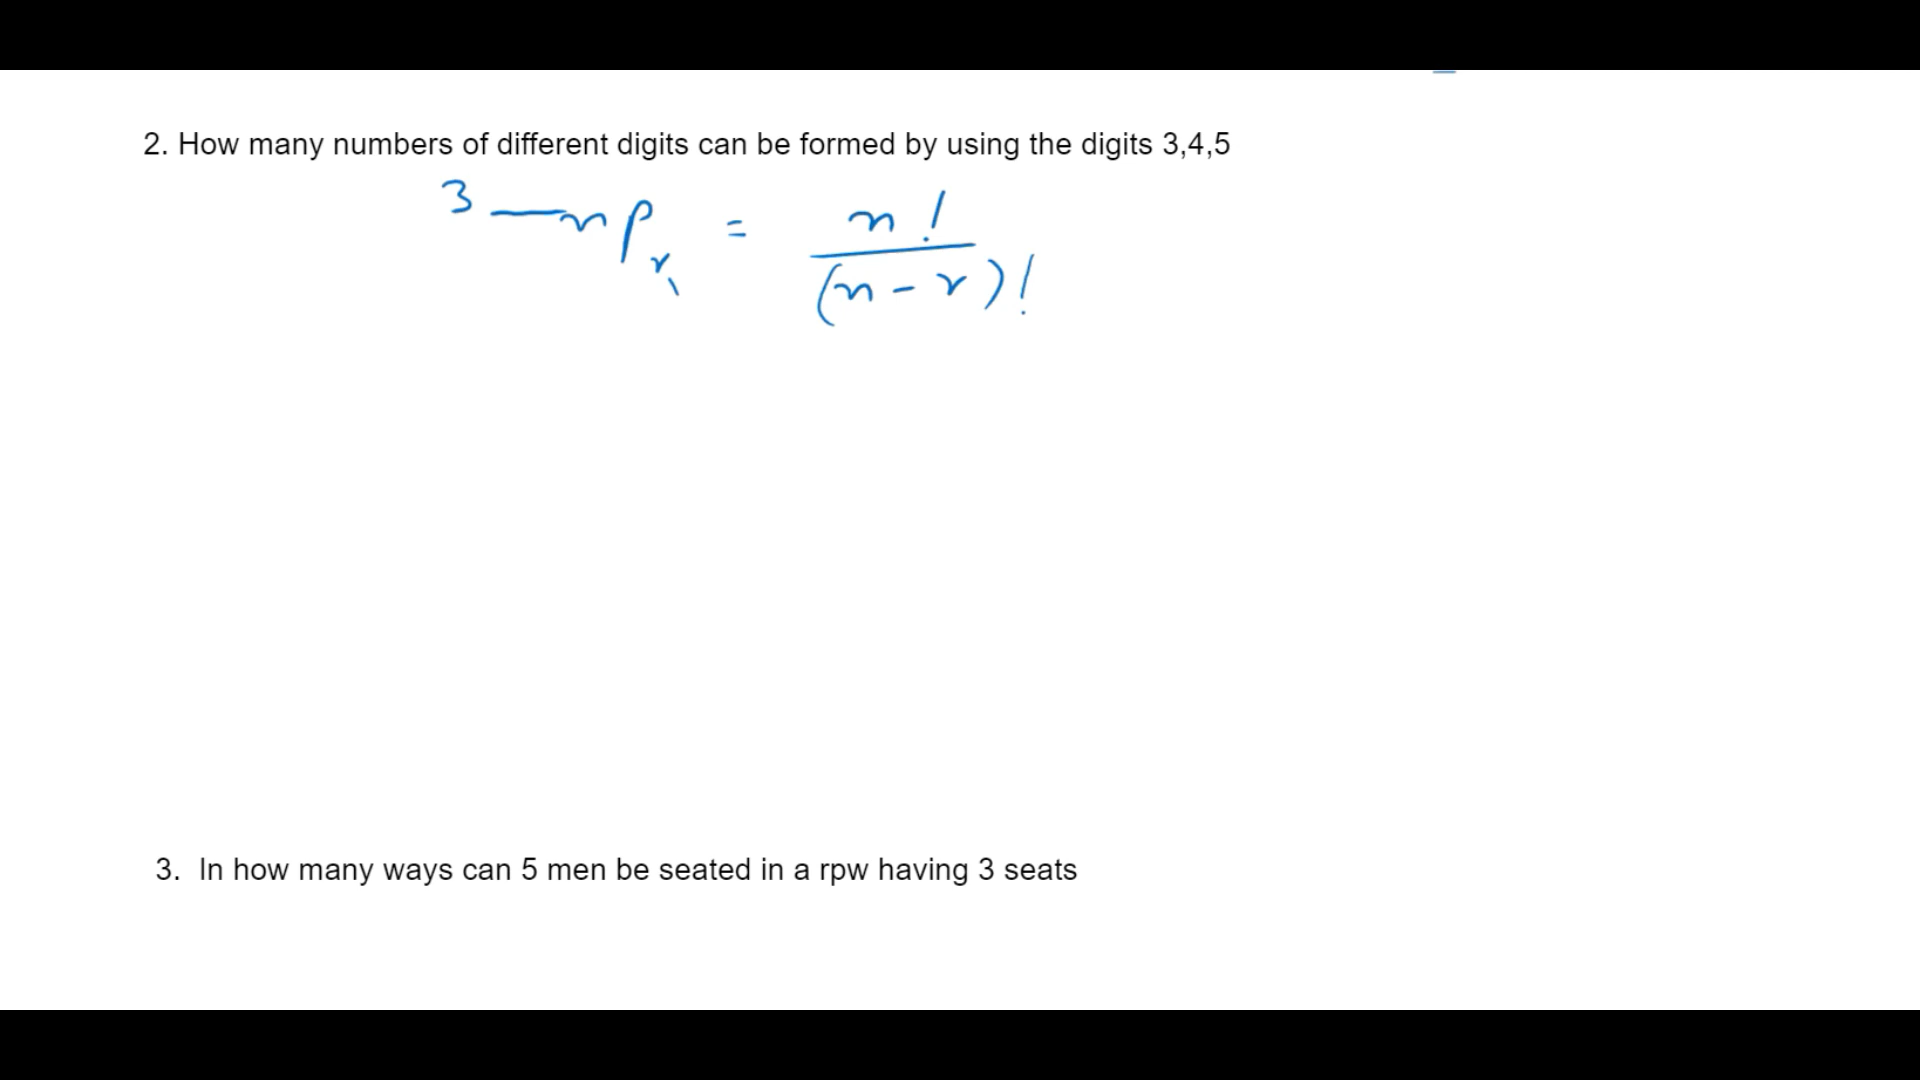 2. How many numbers of different digits can be formed by using the digits 3,4,5
3 — nPr = n! / (n - r)!
3. In how many ways can 5 men be seated in a rpw having 3 seats